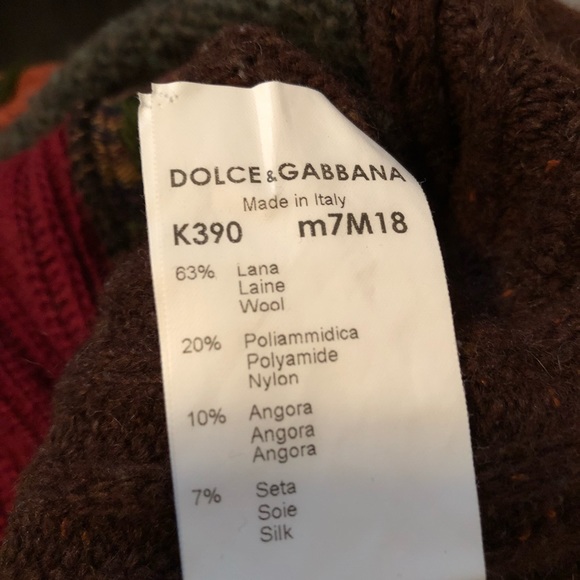 DOLCE&GABBANA
Made in Italy
K390 m7M18
63% Lana
Laine
Wool
20% Poliammidica
Polyamide
Nylon
10% Angora
Angora
Angora
7% Seta
Soie
Silk